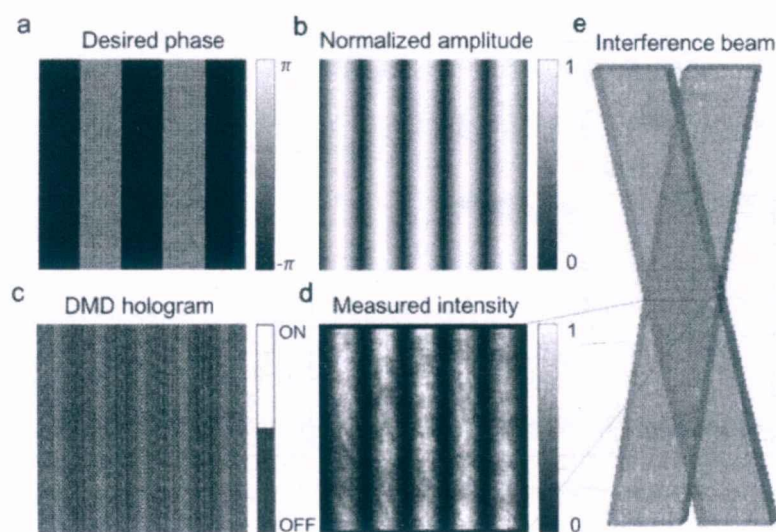 a
Desired phase
π
-π
b
Normalized amplitude
1
0
c
DMD hologram
ON
OFF
d
Measured intensity
1
0
e
Interference beam